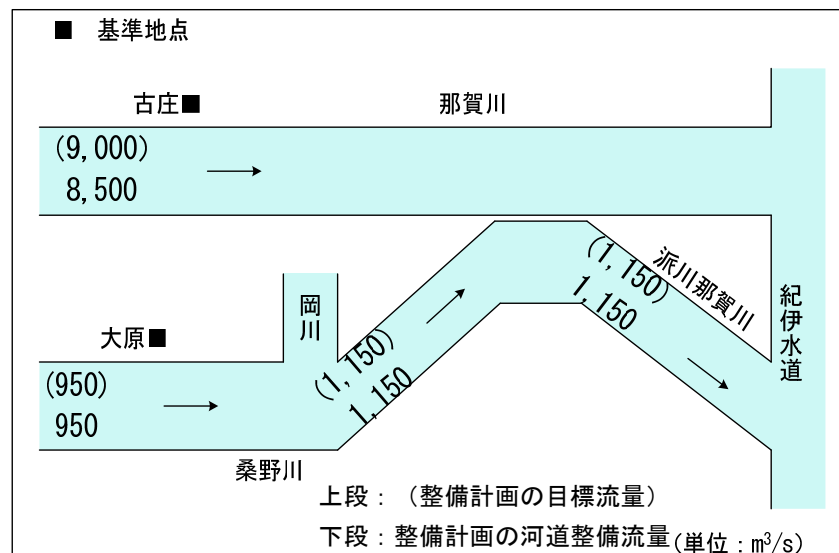 ■ 基準地点
古庄■
那賀川
(9,000)
8,500
派川那賀川
(1,150)
1,150
紀伊水道
岡川
大原■
(1,150)
1,150
(950)
950
桑野川
上段：（整備計画の目標流量）
下段：整備計画の河道整備流量(単位：m³/s)